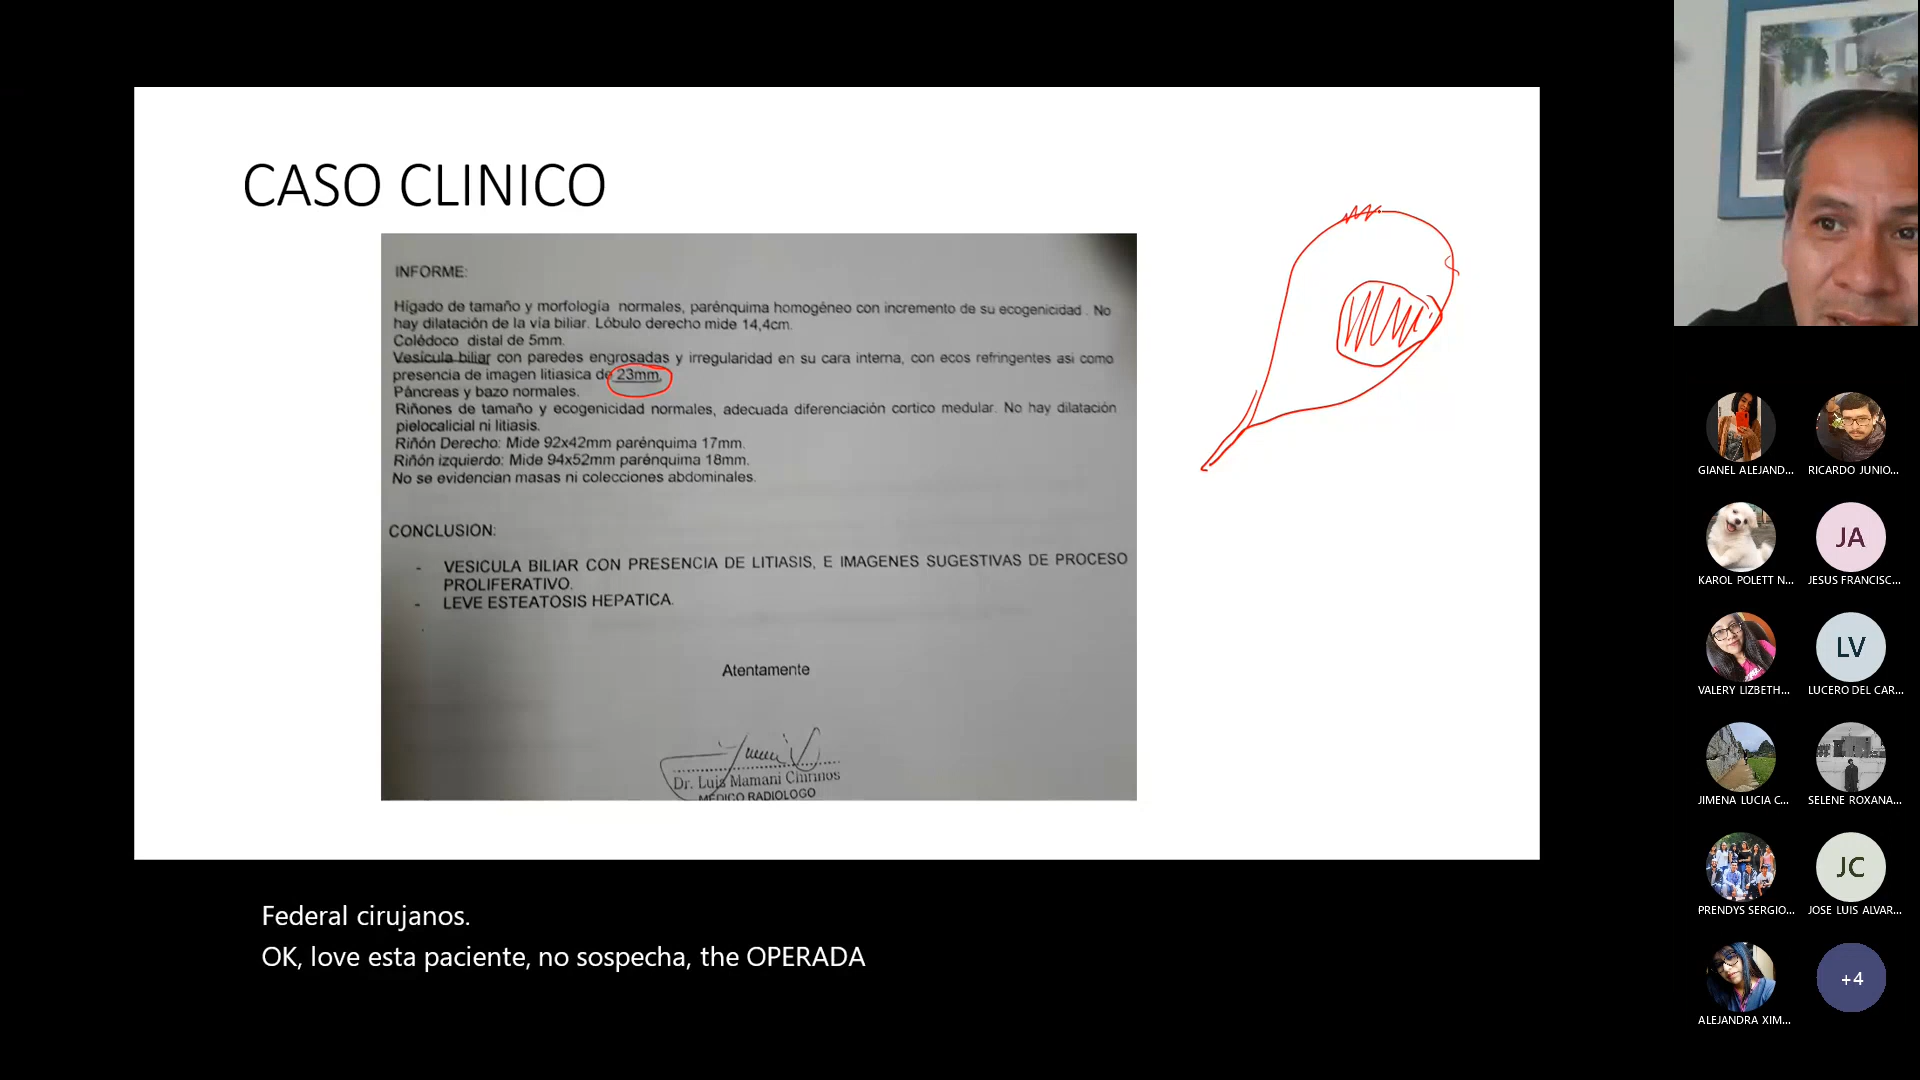 CASO CLINICO
INFORME:
Hígado de tamaño y morfología normales, parénquima homogéneo con incremento de su ecogenicidad . No
hay dilatación de la vía biliar. Lóbulo derecho mide 14,4cm.
Colédoco distal de 5mm.
Vesícula biliar con paredes engrosadas y irregularidad en su cara interna, con ecos refringentes asi como
presencia de imagen litiasica de 23mm.
Páncreas y bazo normales.
Riñones de tamaño y ecogenicidad normales, adecuada diferenciación cortico medular. No hay dilatación
pielocalicial ni litiasis.
Riñón Derecho: Mide 92x42mm parénquima 17mm.
Riñón izquierdo: Mide 94x52mm parénquima 18mm.
No se evidencian masas ni colecciones abdominales.
CONCLUSIÓN:
- VESICULA BILIAR CON PRESENCIA DE LITIASIS, E IMAGENES SUGESTIVAS DE PROCESO
PROLIFERATIVO.
- LEVE ESTEATOSIS HEPATICA.
Atentamente
Dr. Luis Mamani Chirinos
MÉDICO RADIOLOGO
GIANEL ALEJAND...
RICARDO JUNIO...
KAROL POLETT N...
JA
JESUS FRANCISC...
VALERY LIZBETH...
LV
LUCERO DEL CAR...
JIMENA LUCIA C...
SELENE ROXANA...
PRENDYS SERGIO...
JC
JOSE LUIS ALVAR...
ALEJANDRA XIM...
+4
Federal cirujanos.
OK, love esta paciente, no sospecha, the OPERADA